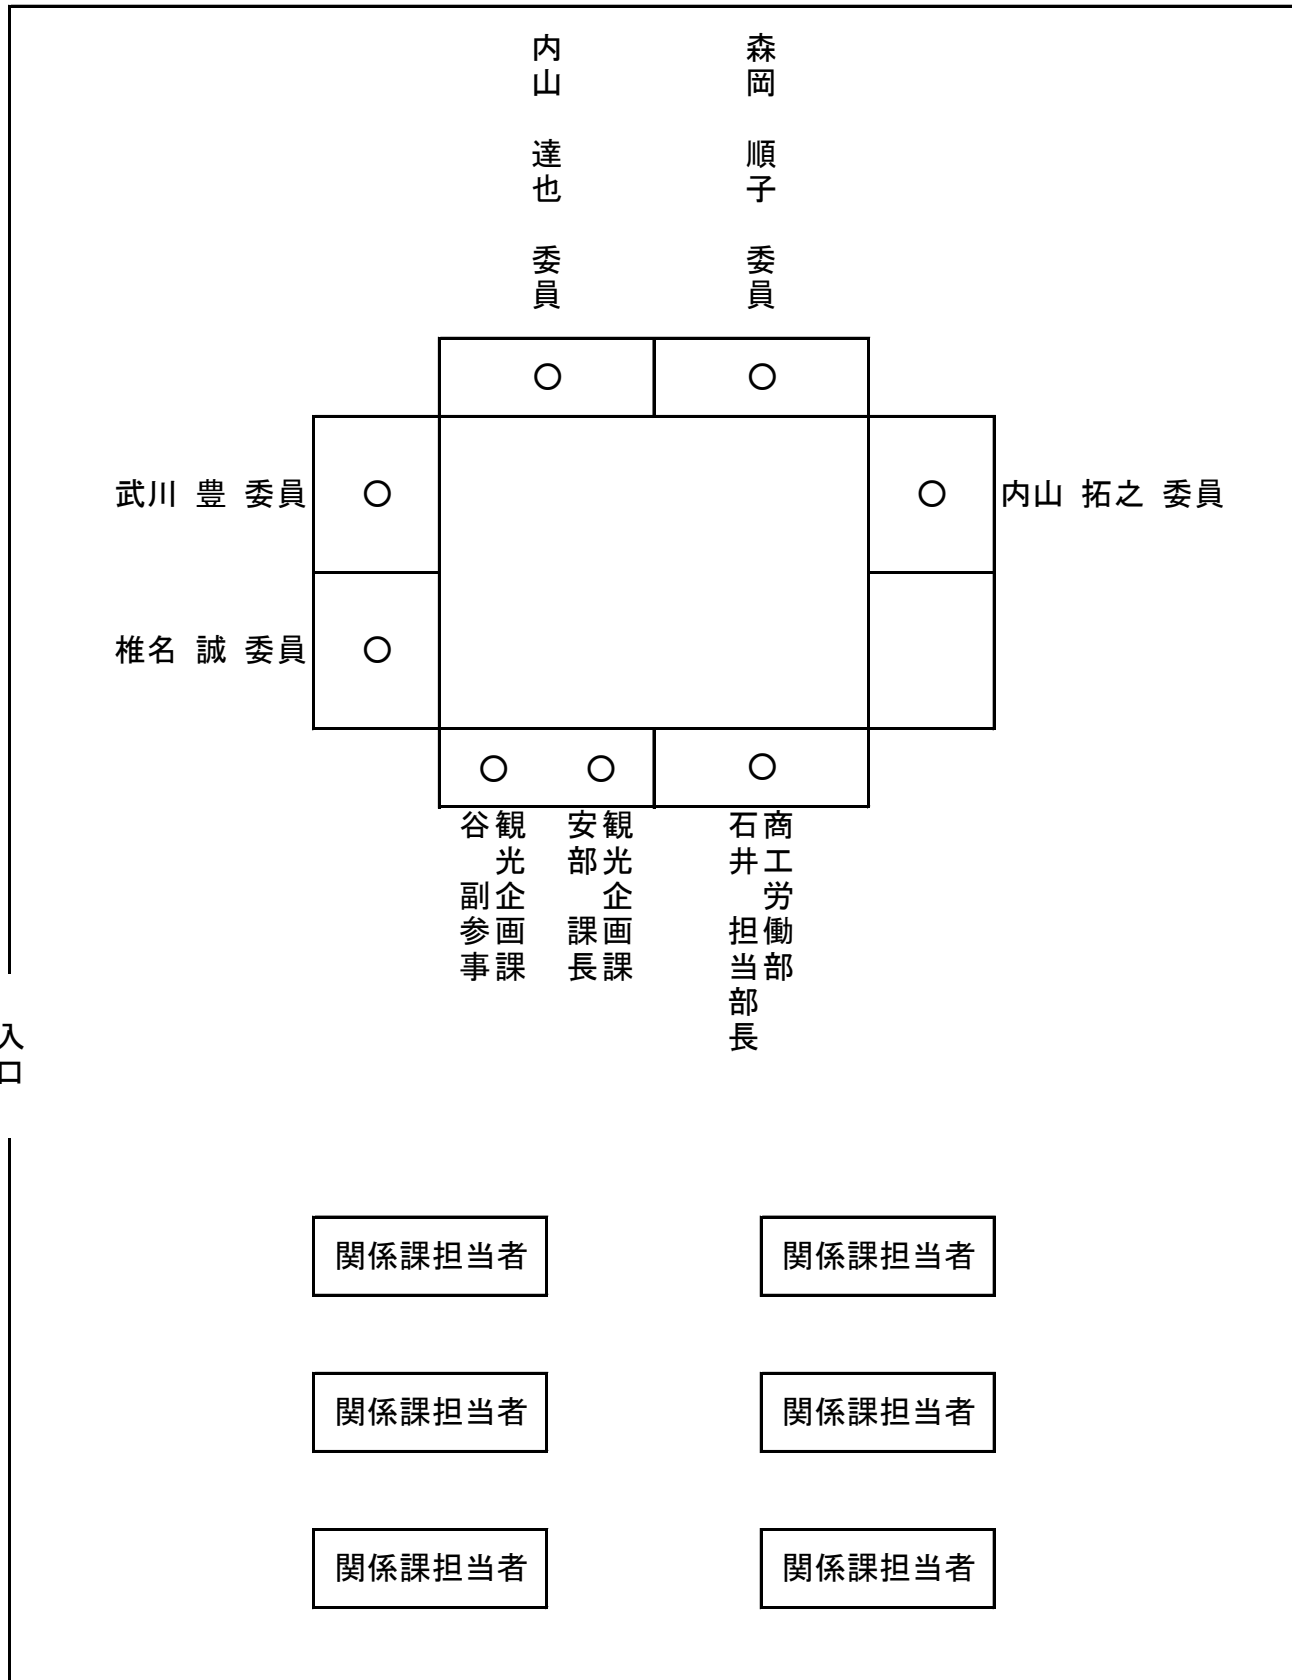 内山　達也　委員
森岡　順子　委員
○
○
武川　豊　委員
○
○
内山　拓之　委員
椎名　誠　委員
○
○
○
○
観光企画課
谷　副参事
観光企画課
安部　課長
商工労働部
石井　担当部長
入口
関係課担当者
関係課担当者
関係課担当者
関係課担当者
関係課担当者
関係課担当者